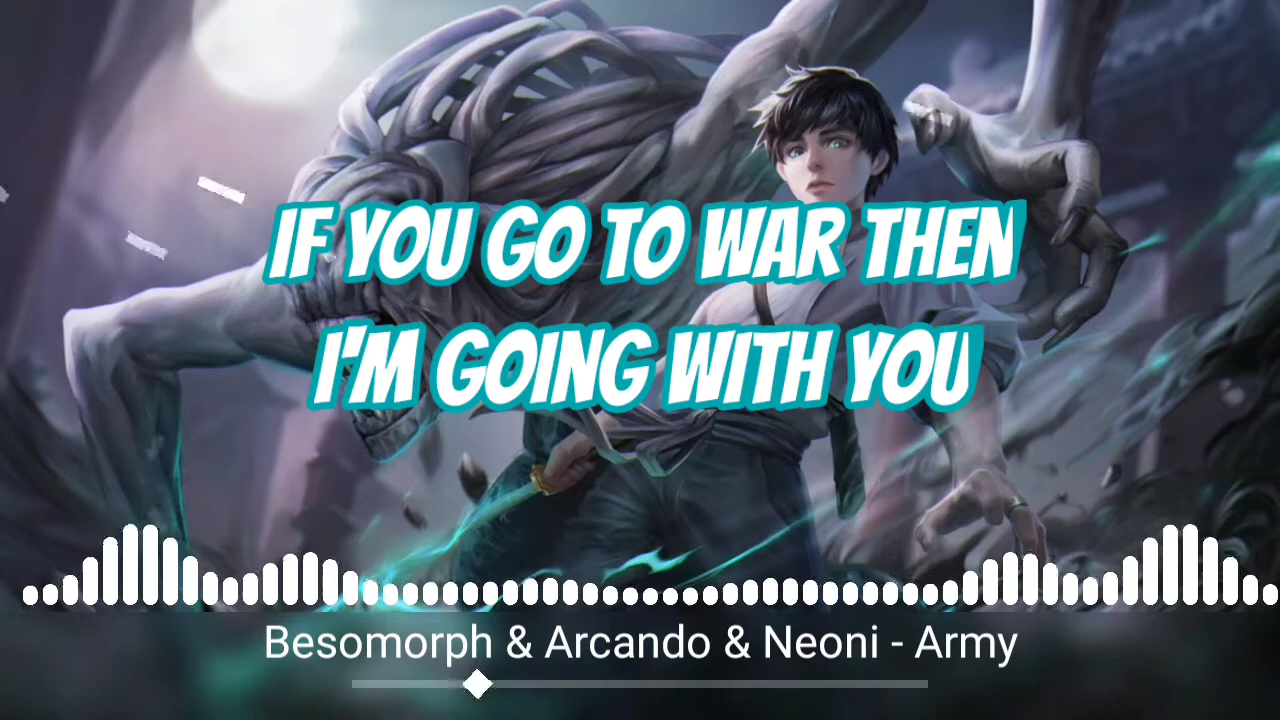 IF YOU GO TO WAR THEN
I'M GOING WITH YOU
Besomorph & Arcando & Neoni - Army